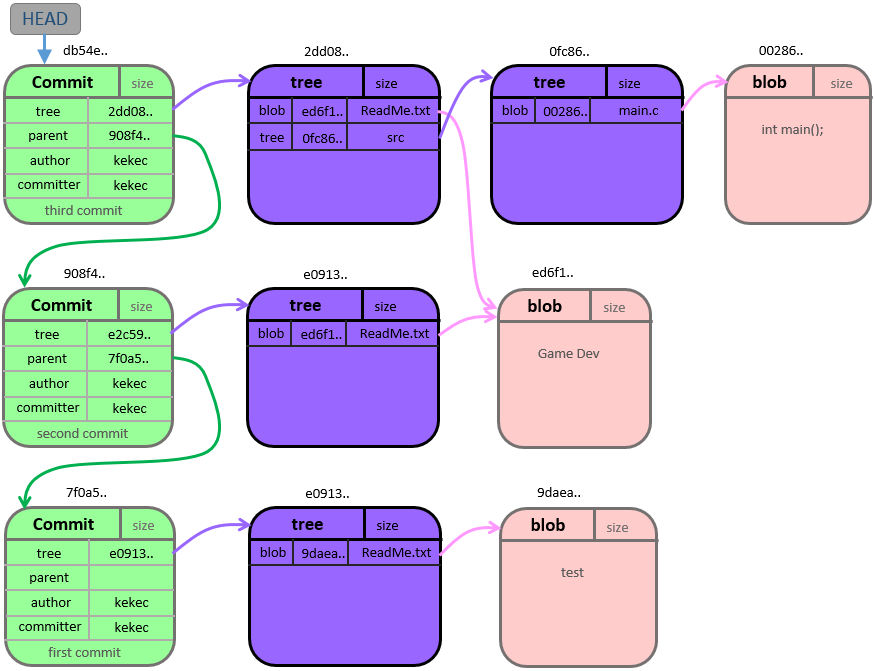 HEAD
db54e.. 2dd08.. 0fc86.. 00286..
Commit size tree size tree size blob size
tree 2dd08.. blob ed6f1.. ReadMe.txt blob 00286.. main.c
parent 908f4.. tree 0fc86.. src int main();
author kekec
committer kekec
third commit
908f4.. e0913.. ed6f1..
Commit size tree size blob size
tree e2c59.. blob ed6f1.. ReadMe.txt
parent 7f0a5.. Game Dev
author kekec
committer kekec
second commit
7f0a5.. e0913.. 9daea..
Commit size tree size blob size
tree e0913.. blob 9daea.. ReadMe.txt
parent test
author kekec
committer kekec
first commit